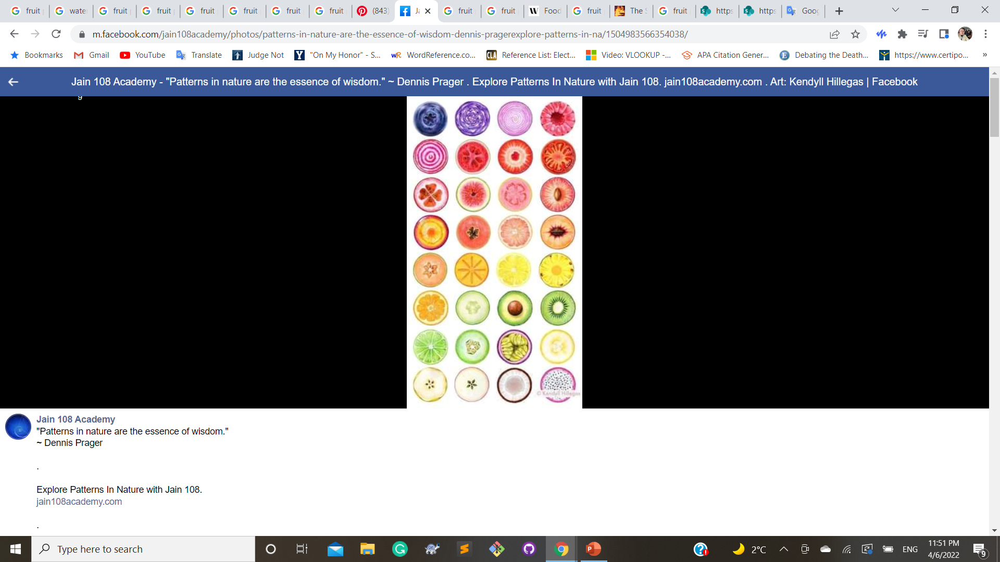 fruit
wate
fruit
fruit
fruit
fruit
fruit
fruit
(843)
Ja
fruit
fruit
Food
fruit
The S
fruit
https
https
Goog
m.facebook.com/jain108academy/photos/patterns-in-nature-are-the-essence-of-wisdom-dennis-pragerexplore-patterns-in-na/1504983566354038/
Bookmarks
Gmail
YouTube
Translate
Judge Not
"On My Honor" - S...
WordReference.co...
Reference List: Elect...
Video: VLOOKUP -...
APA Citation Gener...
Debating the Death...
https://www.certipo...
»
Jain 108 Academy - "Patterns in nature are the essence of wisdom." ~ Dennis Prager . Explore Patterns In Nature with Jain 108. jain108academy.com . Art: Kendyll Hillegas | Facebook
© Kendyll Hillegas
Jain 108 Academy
"Patterns in nature are the essence of wisdom."
~ Dennis Prager
.
Explore Patterns In Nature with Jain 108.
jain108academy.com
.
Type here to search
2°C
ENG
11:51 PM
4/6/2022
9